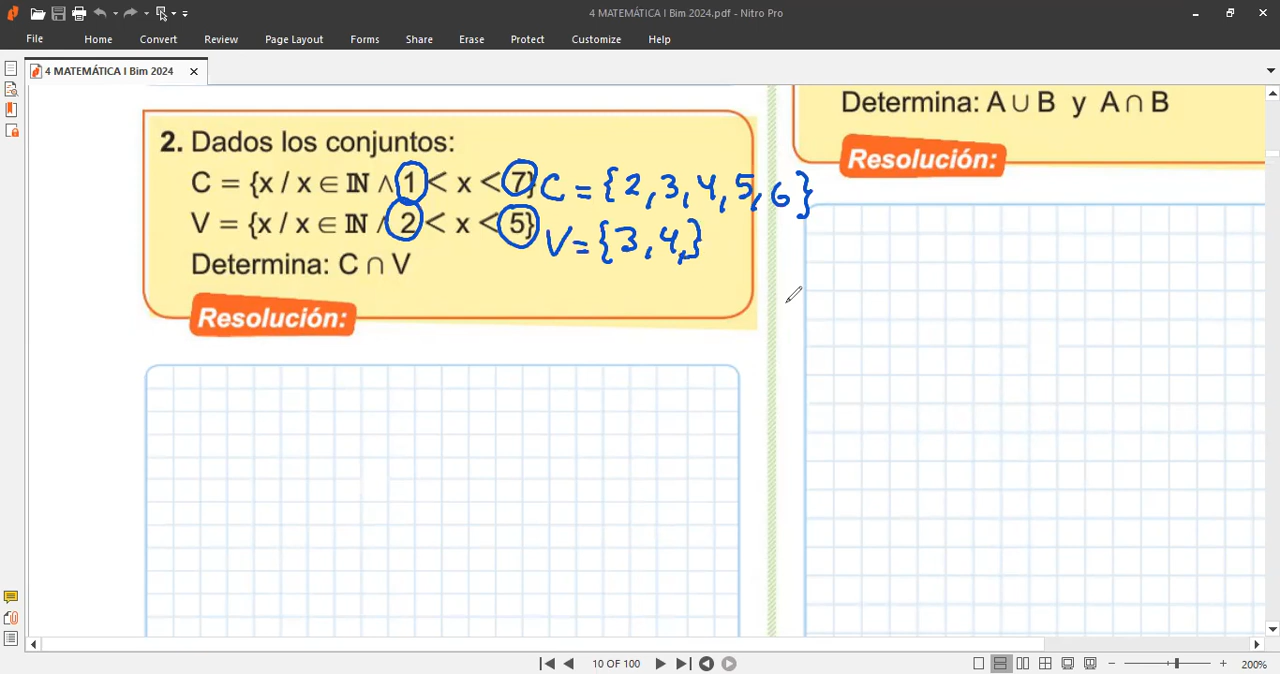 4 MATEMÁTICA I Bim 2024.pdf - Nitro Pro
File Home Convert Review Page Layout Forms Share Erase Protect Customize Help
4 MATEMÁTICA I Bim 2024
2. Dados los conjuntos:
C = {x / x ∈ ℕ ∧ 1 < x < 7} C = {2, 3, 4, 5, 6}
V = {x / x ∈ ℕ ∧ 2 < x < 5} V = {3, 4,}
Determina: C ∩ V
Resolución:
Determina: A ∪ B y A ∩ B
Resolución:
10 OF 100
200%